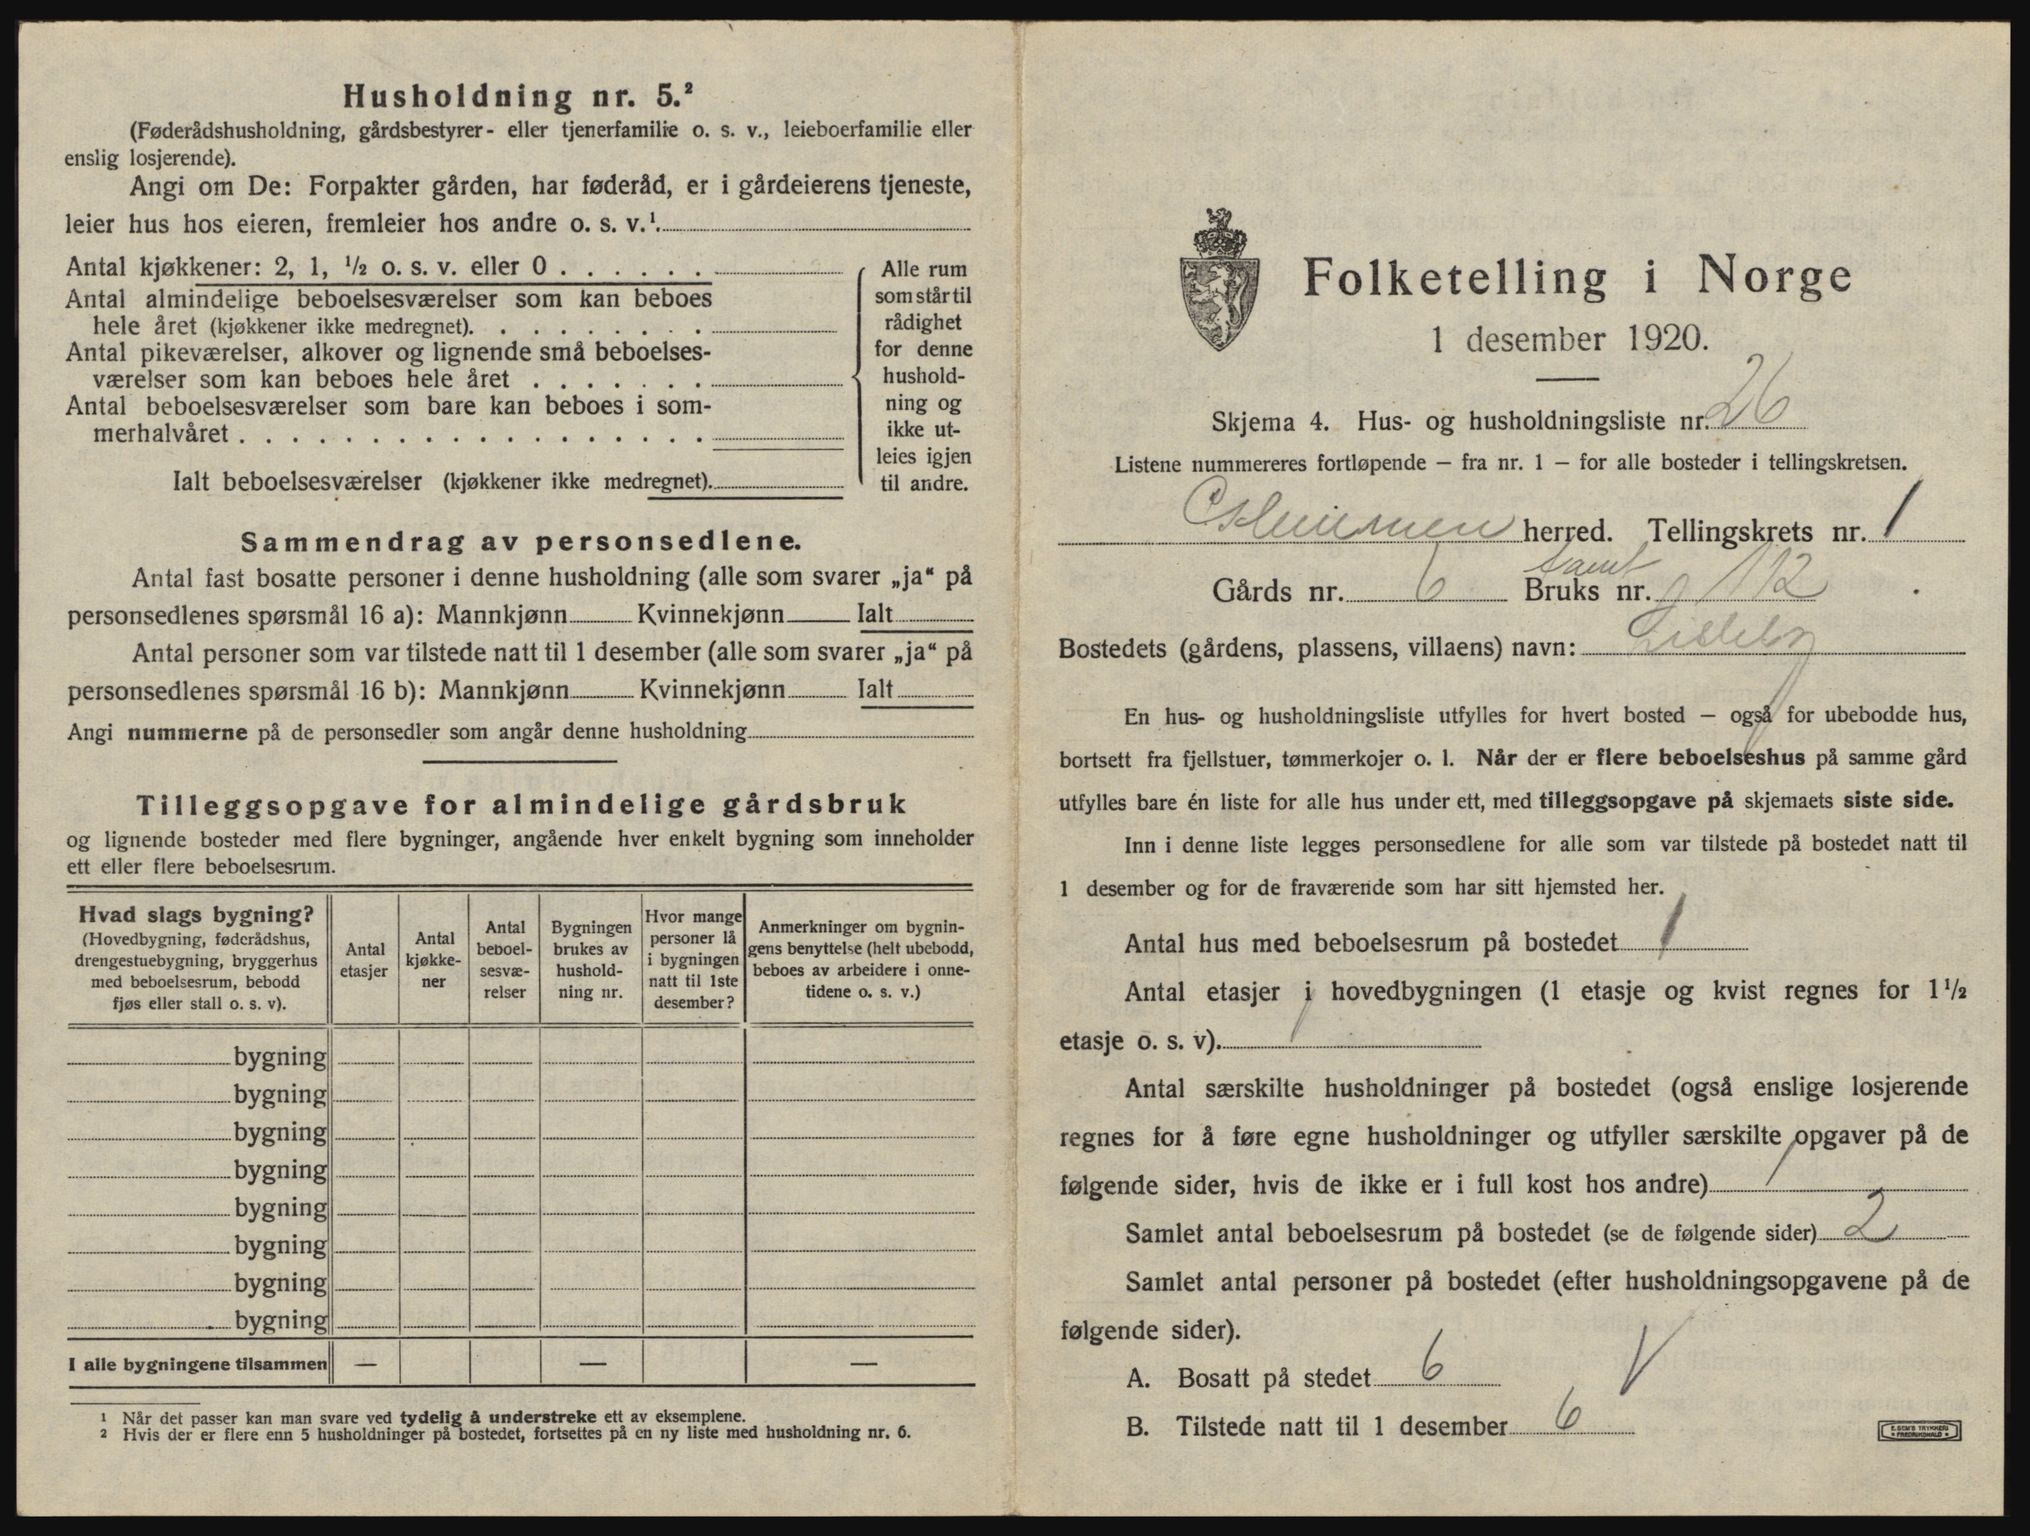 Husholdning nr. 5.²
(Føderådshusholdning, gårdsbestyrer- eller tjenerfamilie o. s. v., leieboerfamilie eller
enslig losjerende).
Angi om De: Forpakter gården, har føderåd, er i gårdeierens tjeneste,
leier hus hos eieren, fremleier hos andre o. s. v.¹.
Antal kjøkkener: 2, 1, ½ o. s. v. eller 0 . . . . . .
Antal almindelige beboelsesværelser som kan beboes
hele året (kjøkkener ikke medregnet). . . . . . . . .
Antal pikeværelser, alkover og lignende små beboelses-
værelser som kan beboes hele året . . . . . . .
Antal beboelsesværelser som bare kan beboes i som-
merhalvåret . . . . . . . . . . . . . . . . . .
Ialt beboelsesværelser (kjøkkener ikke medregnet).
Alle rum
som står til
rådighet
for denne
hushold-
ning og
ikke ut-
leies igjen
til andre.
Sammendrag av personsedlene.
Antal fast bosatte personer i denne husholdning (alle som svarer „ja“ på
personsedlenes spørsmål 16 a): Mannkjønn Kvinnekjønn Ialt
Antal personer som var tilstede natt til 1 desember (alle som svarer „ja“ på
personsedlenes spørsmål 16 b): Mannkjønn Kvinnekjønn Ialt
Angi nummerne på de personsedler som angår denne husholdning
Tilleggsopgave for almindelige gårdsbruk
og lignende bosteder med flere bygninger, angående hver enkelt bygning som inneholder
ett eller flere beboelsesrum.
Hvad slags bygning?
(Hovedbygning, føderådshus,
drengestuebygning, bryggerhus
med beboelsesrum, bebodd
fjøs eller stall o. s. v).
Antal
etasjer
Antal
kjøkke-
ner
Antal
beboel-
sesvæ-
relser
Bygningen
brukes av
hushold-
ning nr.
Hvor mange
personer lå
i bygningen
natt til 1ste
desember?
Anmerkninger om bygnin-
gens benyttelse (helt ubebodd,
beboes av arbeidere i onne-
tidene o. s. v.)
bygning
bygning
bygning
bygning
bygning
bygning
bygning
bygning
I alle bygningene tilsammen — — —
¹ Når det passer kan man svare ved tydelig å understreke ett av eksemplene.
² Hvis der er flere enn 5 husholdninger på bostedet, fortsettes på en ny liste med husholdning nr. 6.
Folketelling i Norge
1 desember 1920.
Skjema 4. Hus- og husholdningsliste nr. 26
Listene nummereres fortløpende — fra nr. 1 — for alle bosteder i tellingskretsen.
herred. Tellingskrets nr. 1
Gårds nr. 6 Bruks nr. 112
Bostedets (gårdens, plassens, villaens) navn: Lilleby
En hus- og husholdningsliste utfylles for hvert bosted — også for ubebodde hus,
bortsett fra fjellstuer, tømmerkojer o. l. Når der er flere beboelseshus på samme gård
utfylles bare én liste for alle hus under ett, med tilleggsopgave på skjemaets siste side.
Inn i denne liste legges personsedlene for alle som var tilstede på bostedet natt til
1 desember og for de fraværende som har sitt hjemsted her.
Antal hus med beboelsesrum på bostedet 1
Antal etasjer i hovedbygningen (1 etasje og kvist regnes for 1½
etasje o. s. v). 1
Antal særskilte husholdninger på bostedet (også enslige losjerende
regnes for å føre egne husholdninger og utfyller særskilte opgaver på de
følgende sider, hvis de ikke er i full kost hos andre) 1
Samlet antal beboelsesrum på bostedet (se de følgende sider) 2
Samlet antal personer på bostedet (efter husholdningsopgavene på de
følgende sider).
A. Bosatt på stedet 6
B. Tilstede natt til 1 desember 6
E. SEM'S TRYKKERI
FREDRIKSHALD